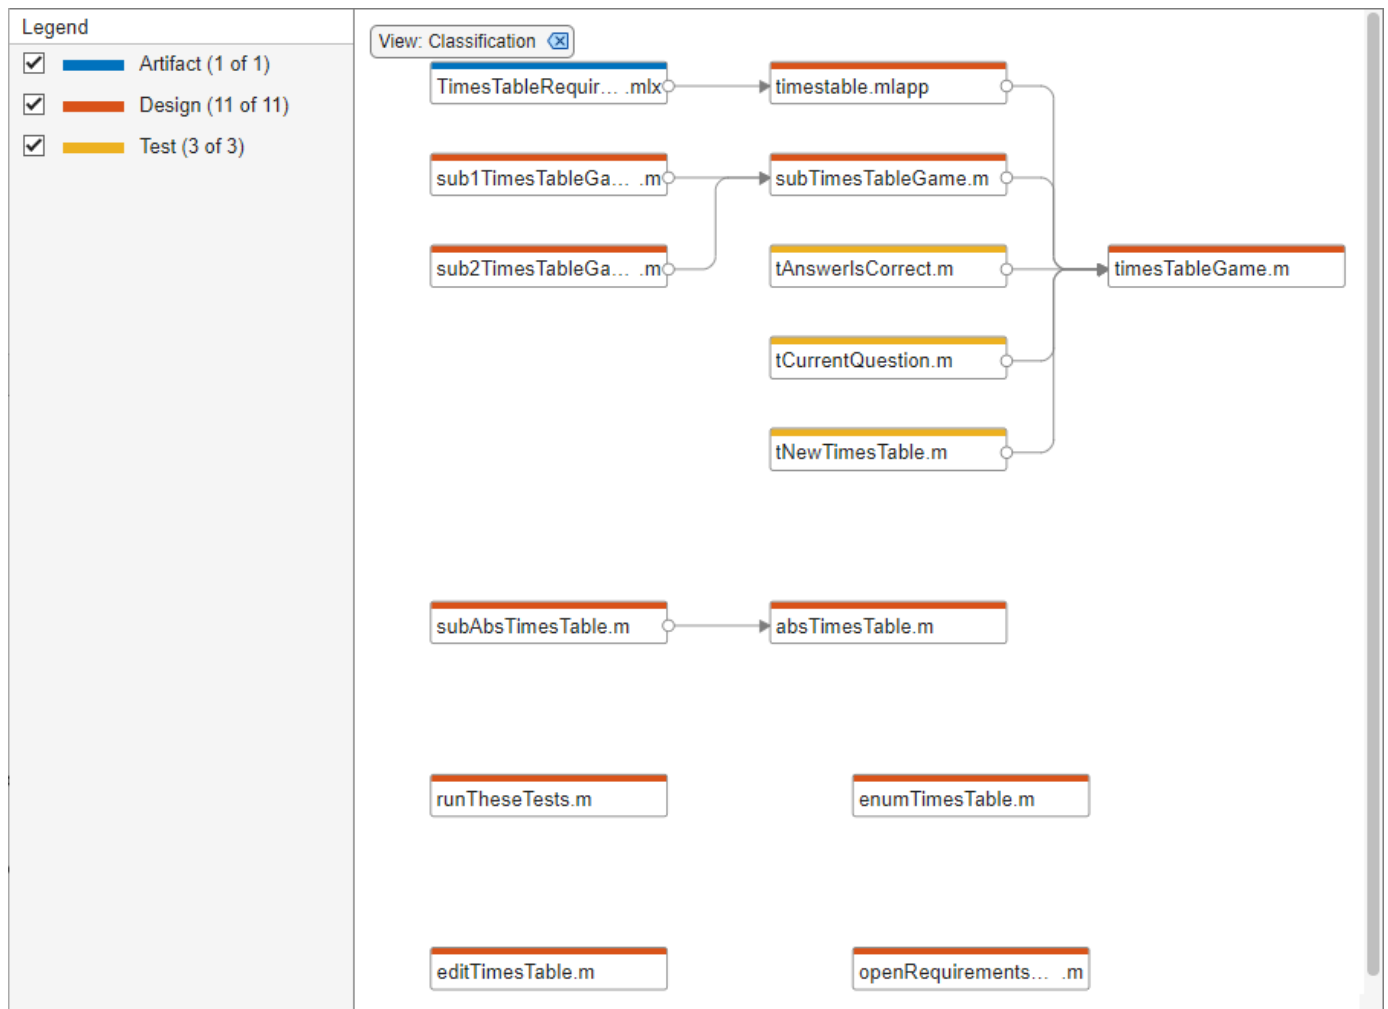 Legend
Artifact (1 of 1)
Design (11 of 11)
Test (3 of 3)
View: Classification
TimesTableRequir... .mlx
timestable.mlapp
sub1TimesTableGa... .m
subTimesTableGame.m
sub2TimesTableGa... .m
tAnswerIsCorrect.m
timesTableGame.m
tCurrentQuestion.m
tNewTimesTable.m
subAbsTimesTable.m
absTimesTable.m
runTheseTests.m
enumTimesTable.m
editTimesTable.m
openRequirements... .m